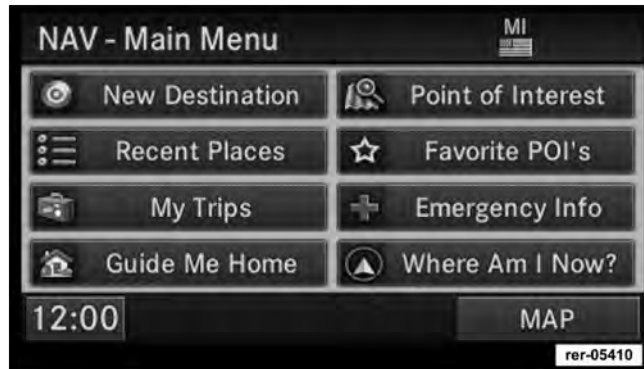 NAV - Main Menu
MI
New Destination
Point of Interest
Recent Places
Favorite POI's
My Trips
Emergency Info
Guide Me Home
Where Am I Now?
12:00
MAP
rer-05410